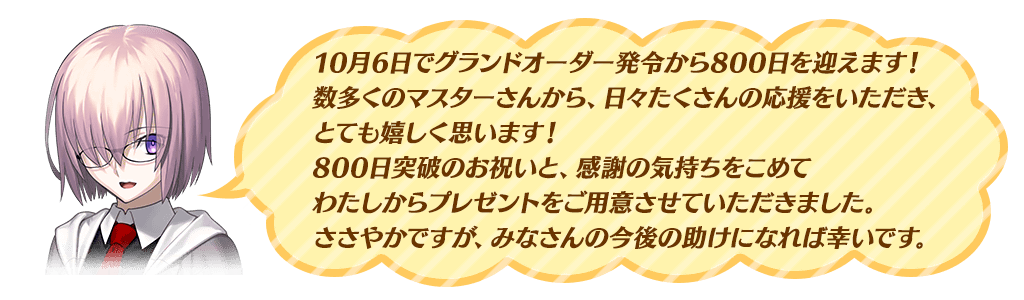 10月6日でグランドオーダー発令から800日を迎えます！
数多くのマスターさんから、日々たくさんの応援をいただき、
とても嬉しく思います！
800日突破のお祝いと、感謝の気持ちをこめて
わたしからプレゼントをご用意させていただきました。
ささやかですが、みなさんの今後の助けになれば幸いです。